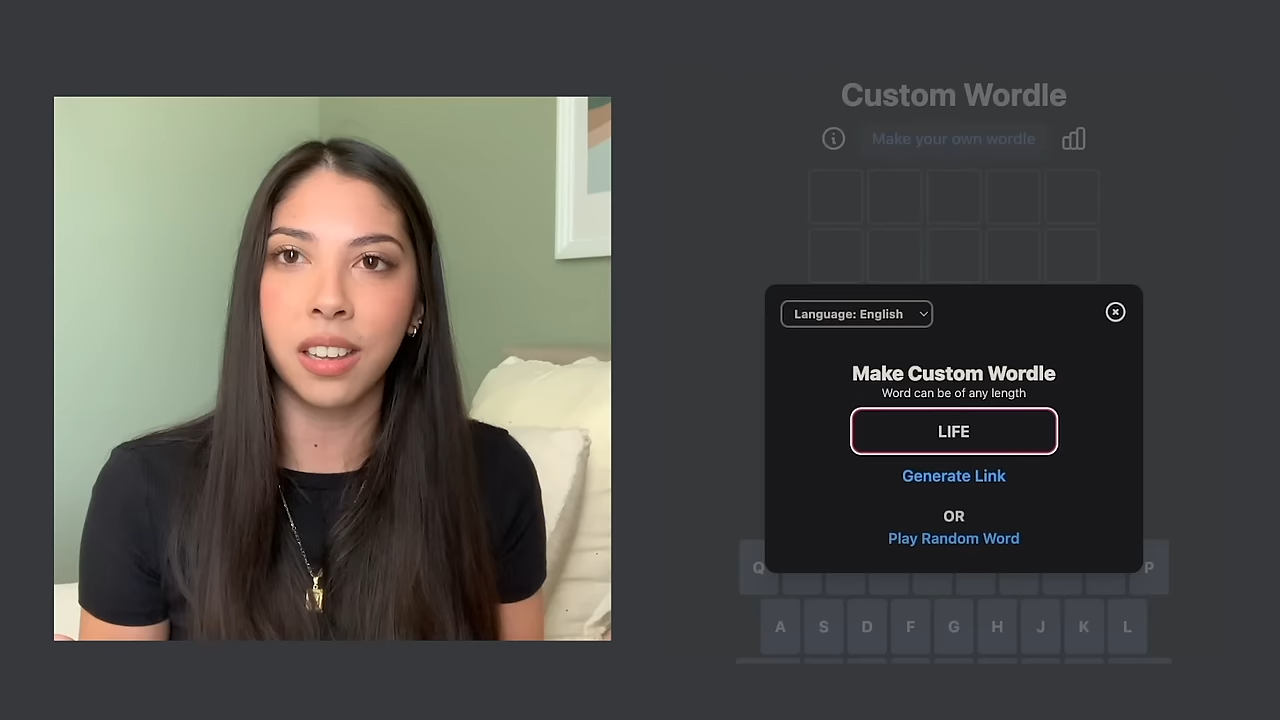 Custom Wordle
Make your own wordle
Language: English
Make Custom Wordle
Word can be of any length
LIFE
Generate Link
OR
Play Random Word
Q P
A S D F G H J K L